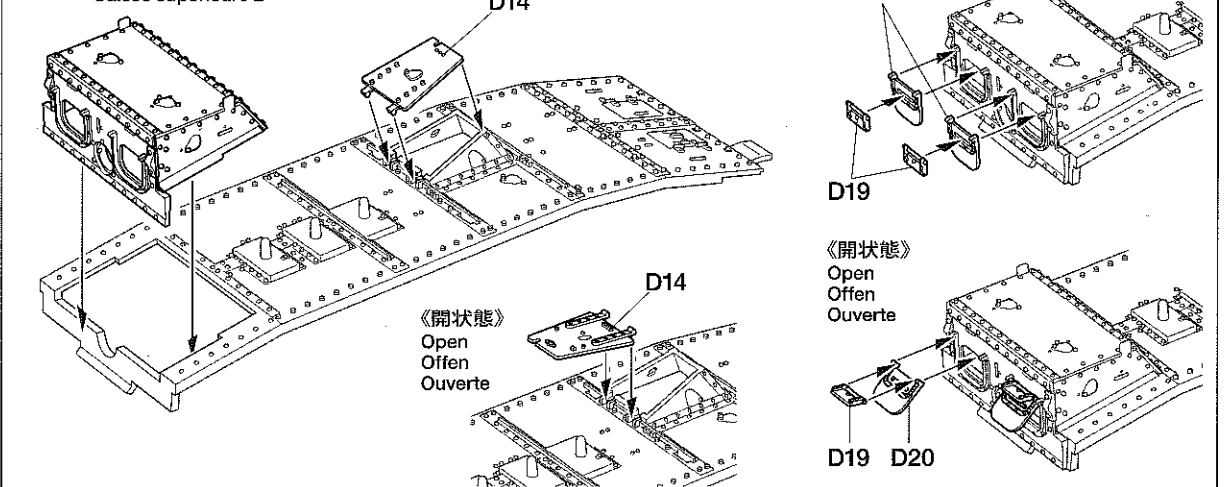 D14
D19
《開状態》
Open
Offen
Ouverte
D14
《開状態》
Open
Offen
Ouverte
D19 D20